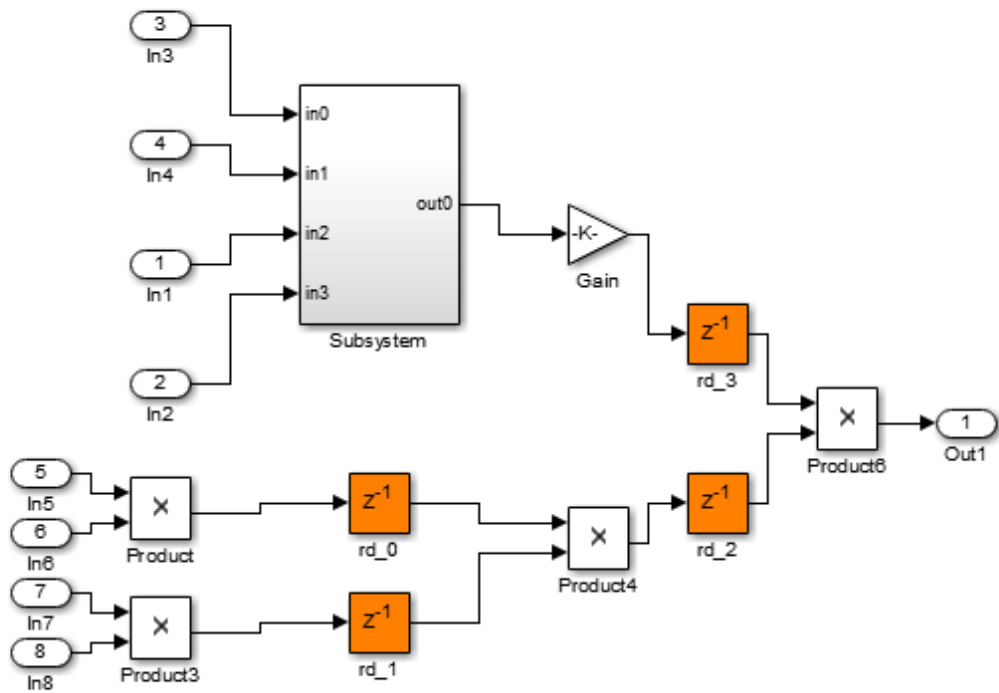 3
In3
4
In4
1
In1
2
In2
in0
in1
in2
in3
out0
Subsystem
-K-
Gain
z-1
rd_3
5
In5
6
In6
7
In7
8
In8
X
Product
X
Product3
z-1
rd_0
z-1
rd_1
X
Product4
z-1
rd_2
X
Product6
1
Out1